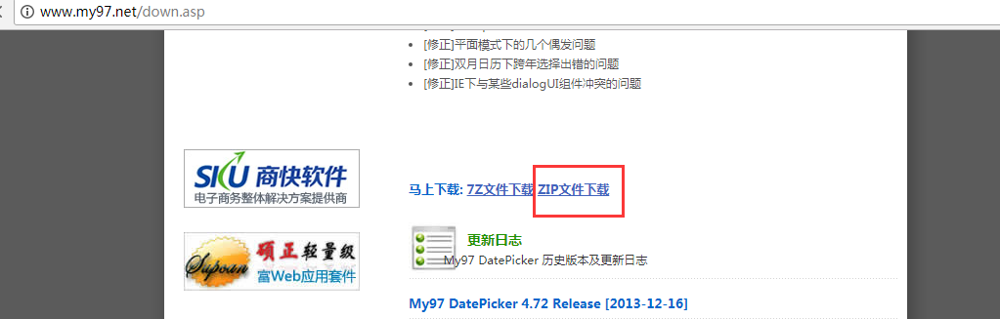 www.my97.net/down.asp
[修正]平面模式下的几个偶发问题
[修正]双月日历下跨年选择出错的问题
[修正]IE下与某些dialogUI组件冲突的问题
SKU 商快软件
电子商务整体解决方案提供商
马上下载: 7Z文件下载 ZIP文件下载
更新日志
My97 DatePicker 历史版本及更新日志
Supoan 硕正轻量级
富Web应用套件
My97 DatePicker 4.72 Release [2013-12-16]